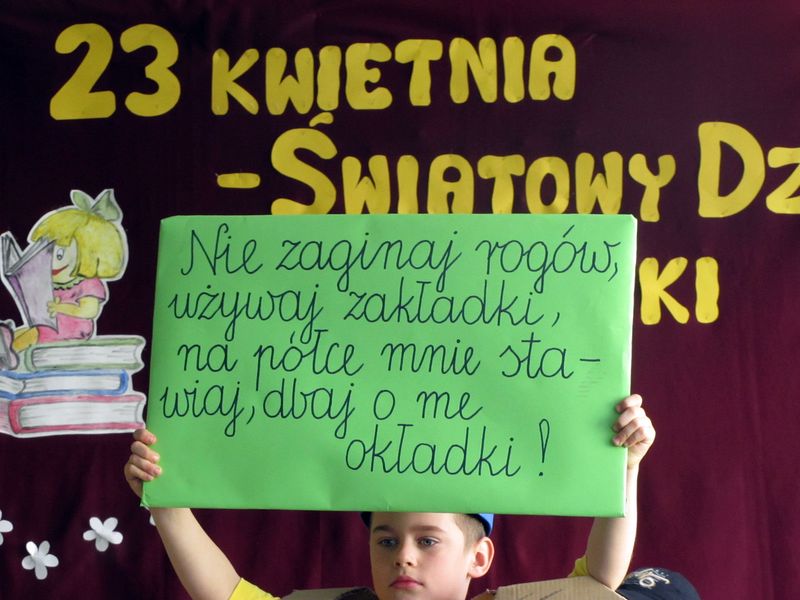 23 KWIETNIA
- ŚWIATOWY DZ
KI
Nie zaginaj rogów,
używaj zakładki,
na półce mnie sta-
wiaj, dbaj o me
okładki!